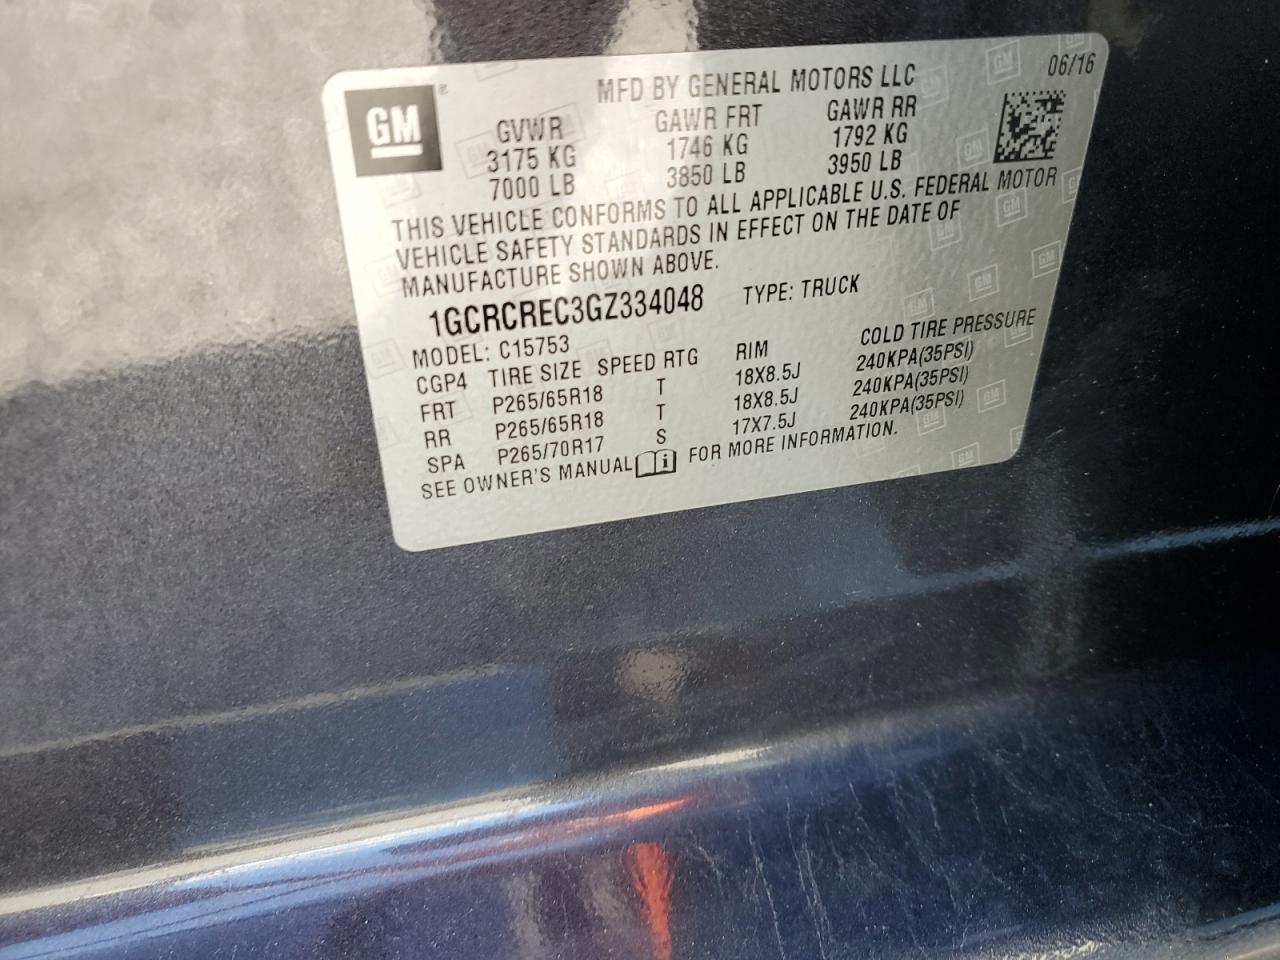 GM
MFD BY GENERAL MOTORS LLC 06/16
GVWR GAWR FRT GAWR RR
3175 KG 1746 KG 1792 KG
7000 LB 3850 LB 3950 LB
THIS VEHICLE CONFORMS TO ALL APPLICABLE U.S. FEDERAL MOTOR
VEHICLE SAFETY STANDARDS IN EFFECT ON THE DATE OF
MANUFACTURE SHOWN ABOVE.
1GCRCREC3GZ334048 TYPE: TRUCK
MODEL: C15753
CGP4 TIRE SIZE SPEED RTG RIM COLD TIRE PRESSURE
FRT P265/65R18 T 18X8.5J 240KPA(35PSI)
RR P265/65R18 T 18X8.5J 240KPA(35PSI)
SPA P265/70R17 S 17X7.5J 240KPA(35PSI)
SEE OWNER'S MANUAL i FOR MORE INFORMATION.